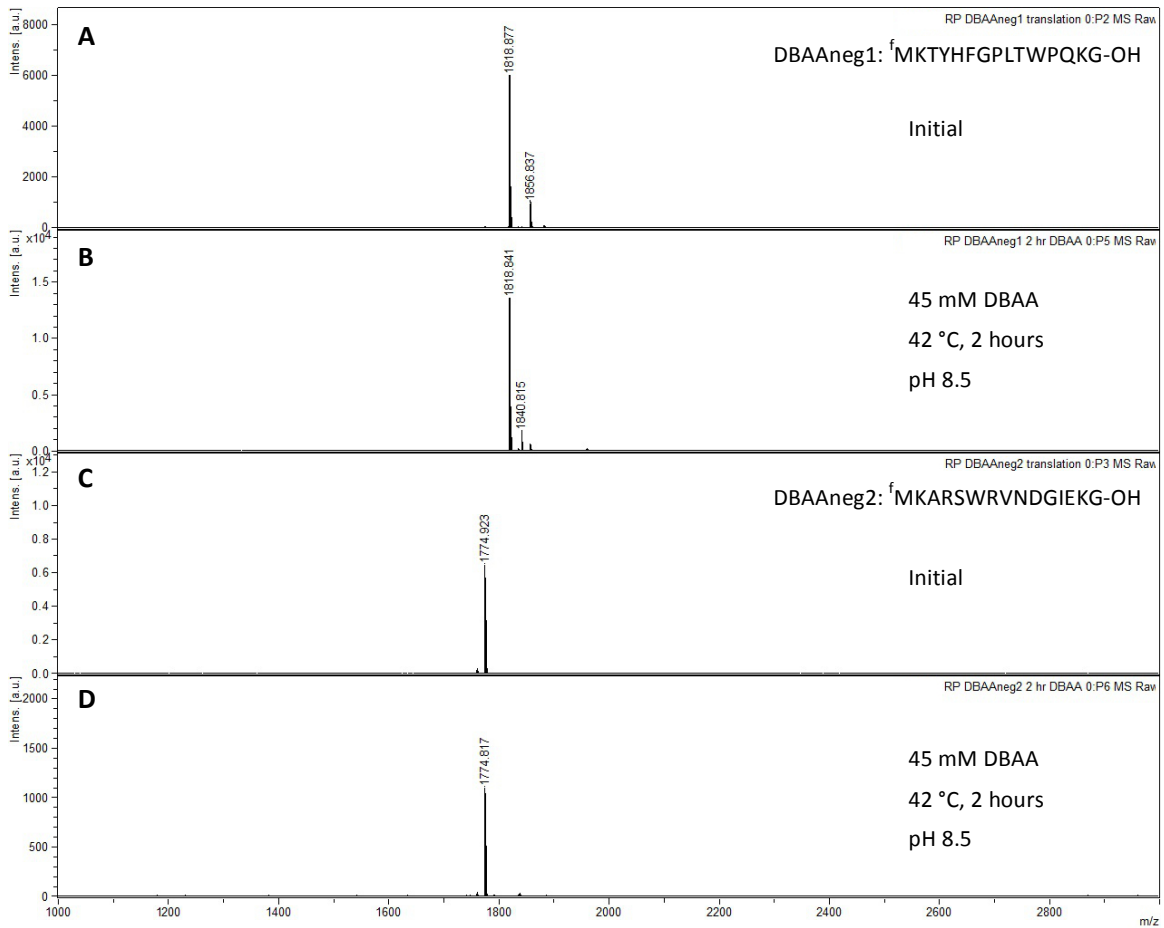 RP DBAAneg1 translation 0:P2 MS Raw
A
DBAAneg1: fMKTYHFGPLTWPQKG-OH
Initial
Intens. [a.u.]
8000
6000
4000
2000
0
1818.877
1856.837
RP DBAAneg1 2 hr DBAA 0:P5 MS Raw
B
45 mM DBAA
42 °C, 2 hours
pH 8.5
Intens. [a.u.]
x10^4
1.5
1.0
0.5
0.0
1818.841
1840.815
RP DBAAneg2 translation 0:P3 MS Raw
C
DBAAneg2: fMKARSWRVNDGIEKG-OH
Initial
Intens. [a.u.]
x10^4
1.2
1.0
0.8
0.6
0.4
0.2
0.0
1774.923
RP DBAAneg2 2 hr DBAA 0:P6 MS Raw
D
45 mM DBAA
42 °C, 2 hours
pH 8.5
Intens. [a.u.]
2000
1500
1000
500
0
1774.817
1000 1200 1400 1600 1800 2000 2200 2400 2600 2800
m/z